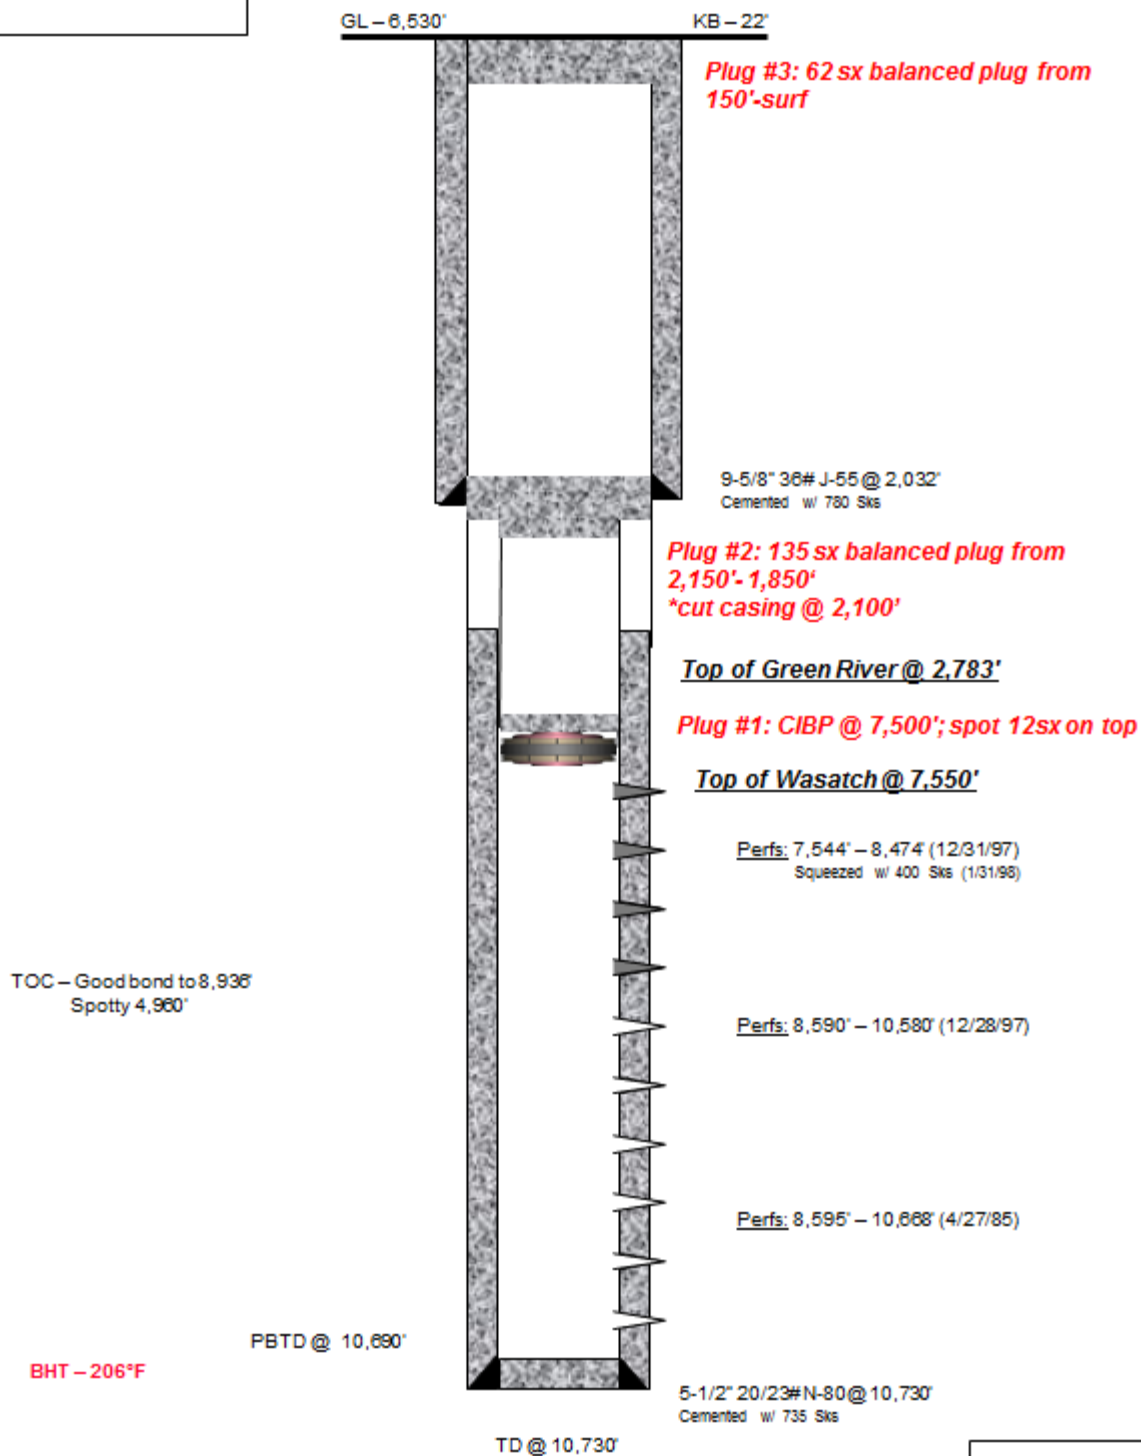 GL – 6,530'
KB – 22'
Plug #3: 62 sx balanced plug from
150'-surf
9-5/8" 36# J-55 @ 2,032'
Cemented w/ 780 Sks
Plug #2: 135 sx balanced plug from
2,150'- 1,850'
*cut casing @ 2,100'
Top of Green River @ 2,783'
Plug #1: CIBP @ 7,500'; spot 12sx on top
Top of Wasatch @ 7,550'
Perfs: 7,544' – 8,474' (12/31/97)
Squeezed w/ 400 Sks (1/31/98)
TOC – Good bond to 8,936'
Spotty 4,960'
Perfs: 8,590' – 10,580' (12/28/97)
Perfs: 8,595' – 10,668' (4/27/85)
PBTD @ 10,690'
BHT – 206°F
5-1/2" 20/23# N-80 @ 10,730'
Cemented w/ 735 Sks
TD @ 10,730'